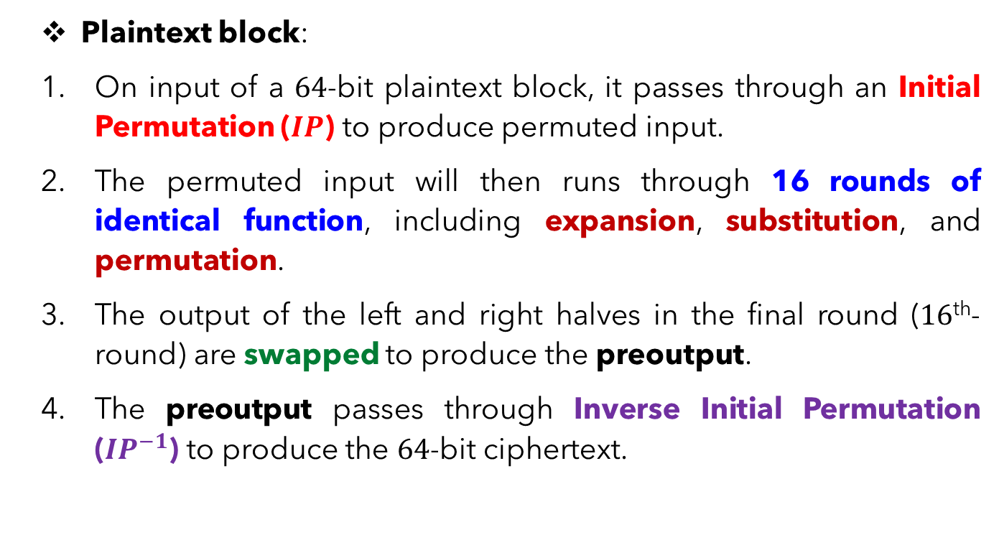 ❖ Plaintext block:
1. On input of a 64-bit plaintext block, it passes through an Initial
Permutation (IP) to produce permuted input.
2. The permuted input will then runs through 16 rounds of
identical function, including expansion, substitution, and
permutation.
3. The output of the left and right halves in the final round (16th-
round) are swapped to produce the preoutput.
4. The preoutput passes through Inverse Initial Permutation
(IP⁻¹) to produce the 64-bit ciphertext.